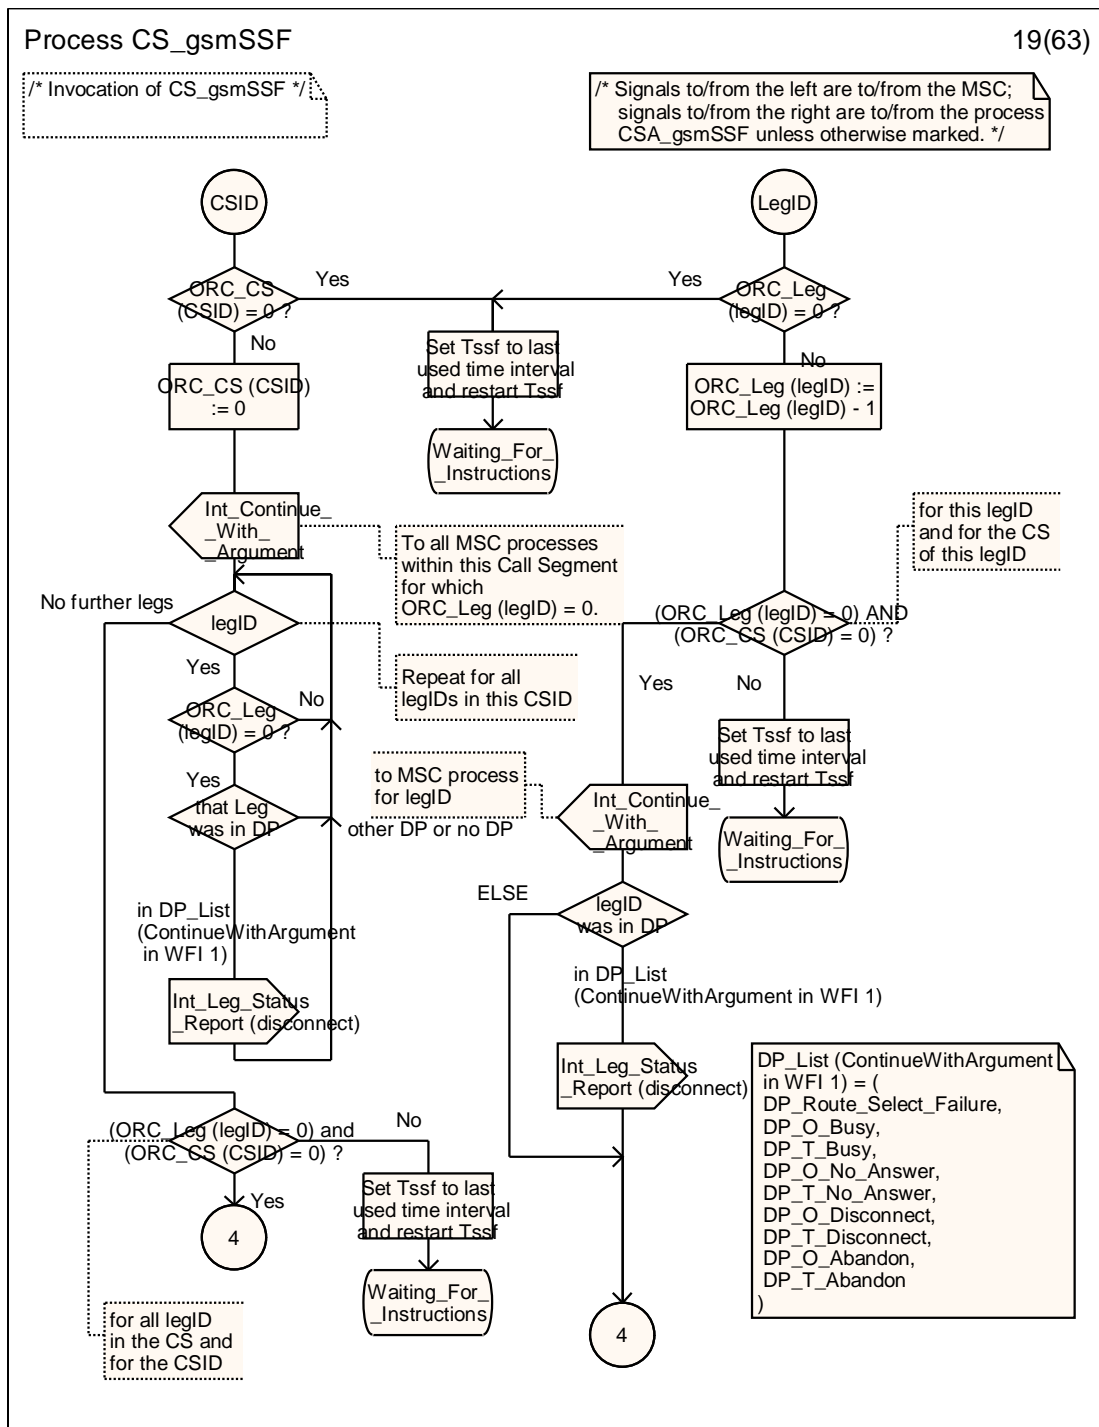 Process CS_gsmSSF
19(63)
/* Invocation of CS_gsmSSF */
/* Signals to/from the left are to/from the MSC;
signals to/from the right are to/from the process
CSA_gsmSSF unless otherwise marked. */
CSID
LegID
ORC_CS
(CSID) = 0 ?
Yes
Yes
ORC_Leg
(legID) = 0 ?
No
Set Tssf to last
used time interval
and restart Tssf
No
ORC_CS (CSID)
:= 0
ORC_Leg (legID) :=
ORC_Leg (legID) - 1
Waiting_For_
_Instructions
Int_Continue_
_With_
_Argument
To all MSC processes
within this Call Segment
for which
ORC_Leg (legID) = 0.
for this legID
and for the CS
of this legID
No further legs
legID
(ORC_Leg (legID) = 0) AND
(ORC_CS (CSID) = 0) ?
Yes
Repeat for all
legIDs in this CSID
Yes
No
ORC_Leg
(legID) = 0 ?
No
Set Tssf to last
used time interval
and restart Tssf
Yes
to MSC process
for legID
that Leg
was in DP
other DP or no DP
Int_Continue_
_With_
_Argument
Waiting_For_
_Instructions
ELSE
legID
was in DP
in DP_List
(ContinueWithArgument
in WFI 1)
in DP_List
(ContinueWithArgument in WFI 1)
Int_Leg_Status
_Report (disconnect)
Int_Leg_Status
_Report (disconnect)
DP_List (ContinueWithArgument
in WFI 1) = (
DP_Route_Select_Failure,
DP_O_Busy,
DP_T_Busy,
DP_O_No_Answer,
DP_T_No_Answer,
DP_O_Disconnect,
DP_T_Disconnect,
DP_O_Abandon,
DP_T_Abandon
)
(ORC_Leg (legID) = 0) and
(ORC_CS (CSID) = 0) ?
No
Yes
Set Tssf to last
used time interval
and restart Tssf
4
Waiting_For_
_Instructions
for all legID
in the CS and
for the CSID
4